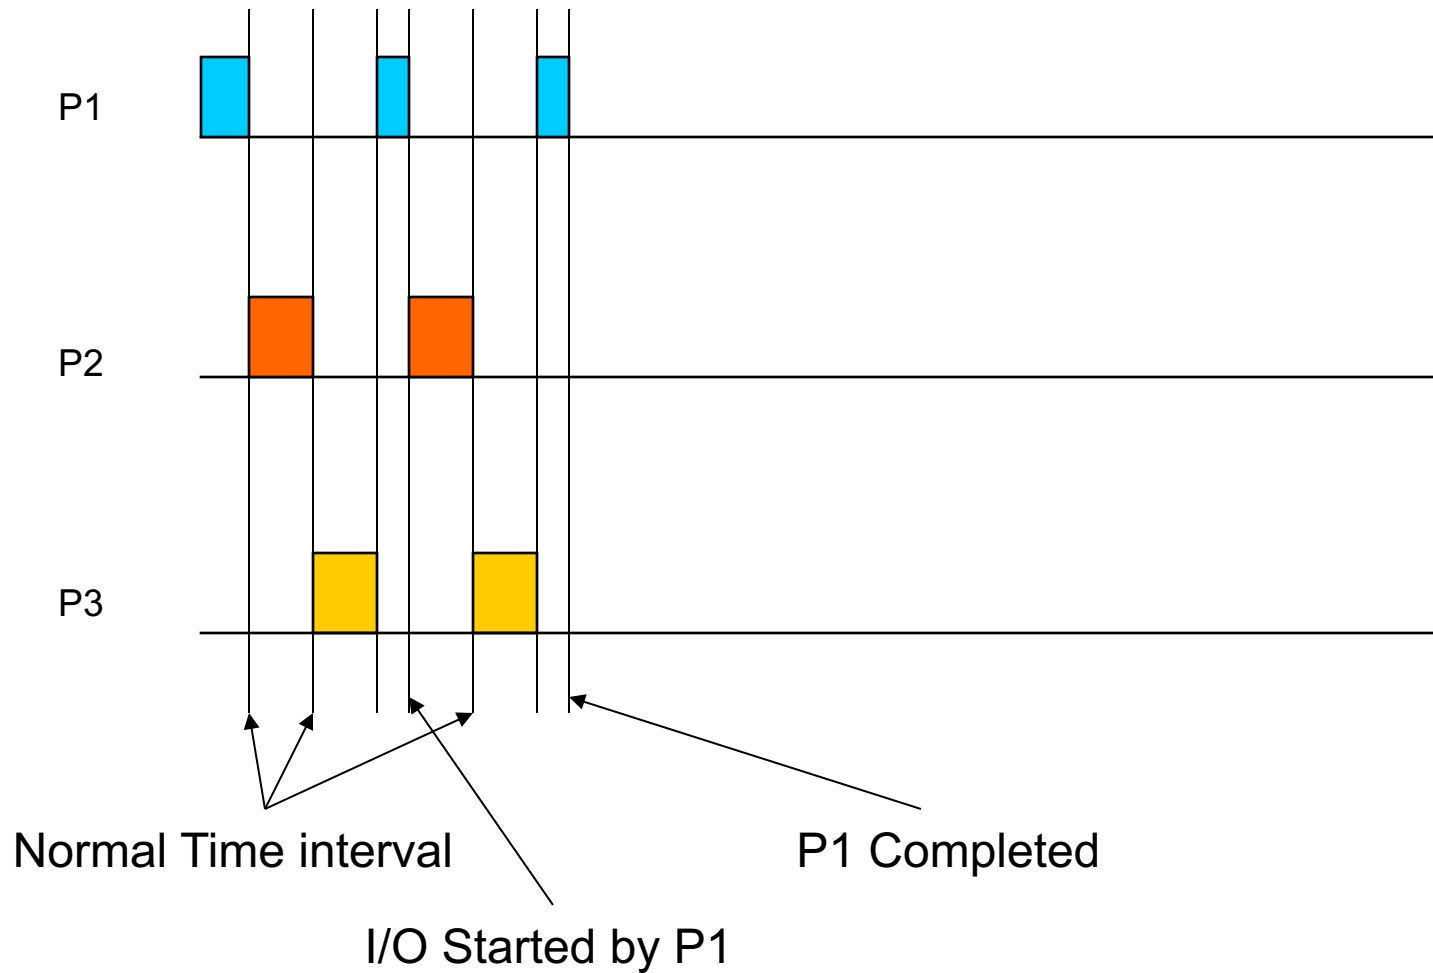 P1
P2
P3
Normal Time interval
P1 Completed
I/O Started by P1